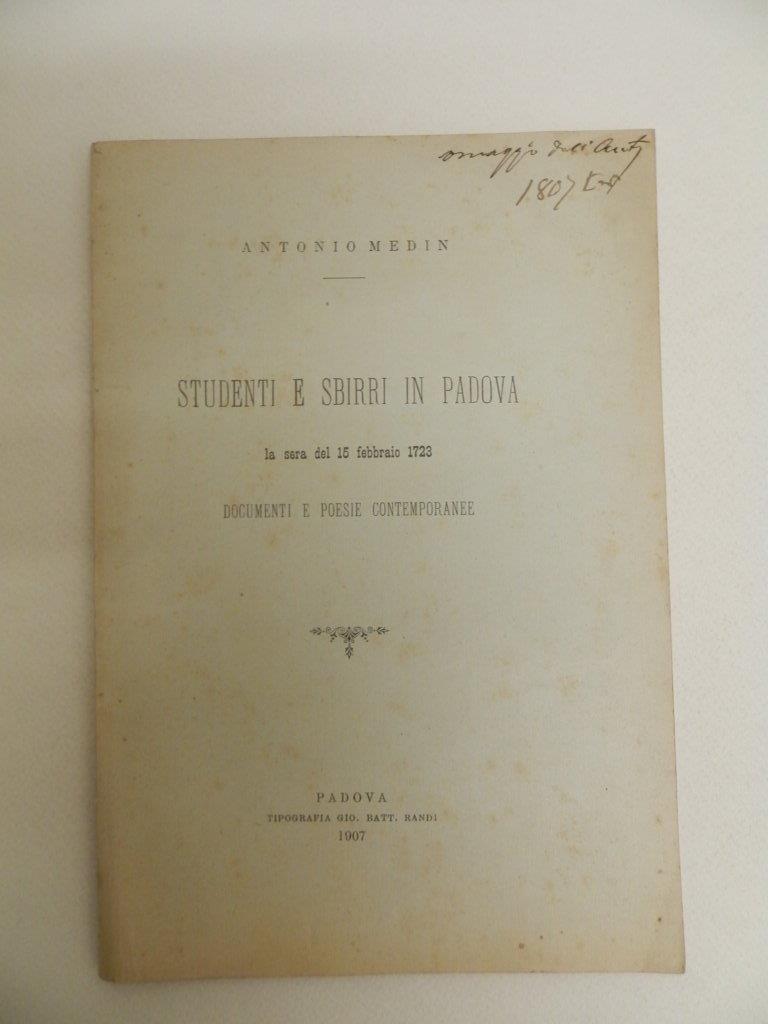 omaggio dell'Aut
1807
ANTONIO MEDIN
STUDENTI E SBIRRI IN PADOVA
la sera del 15 febbraio 1723
DOCUMENTI E POESIE CONTEMPORANEE
PADOVA
TIPOGRAFIA GIO. BATT. RANDI
1907